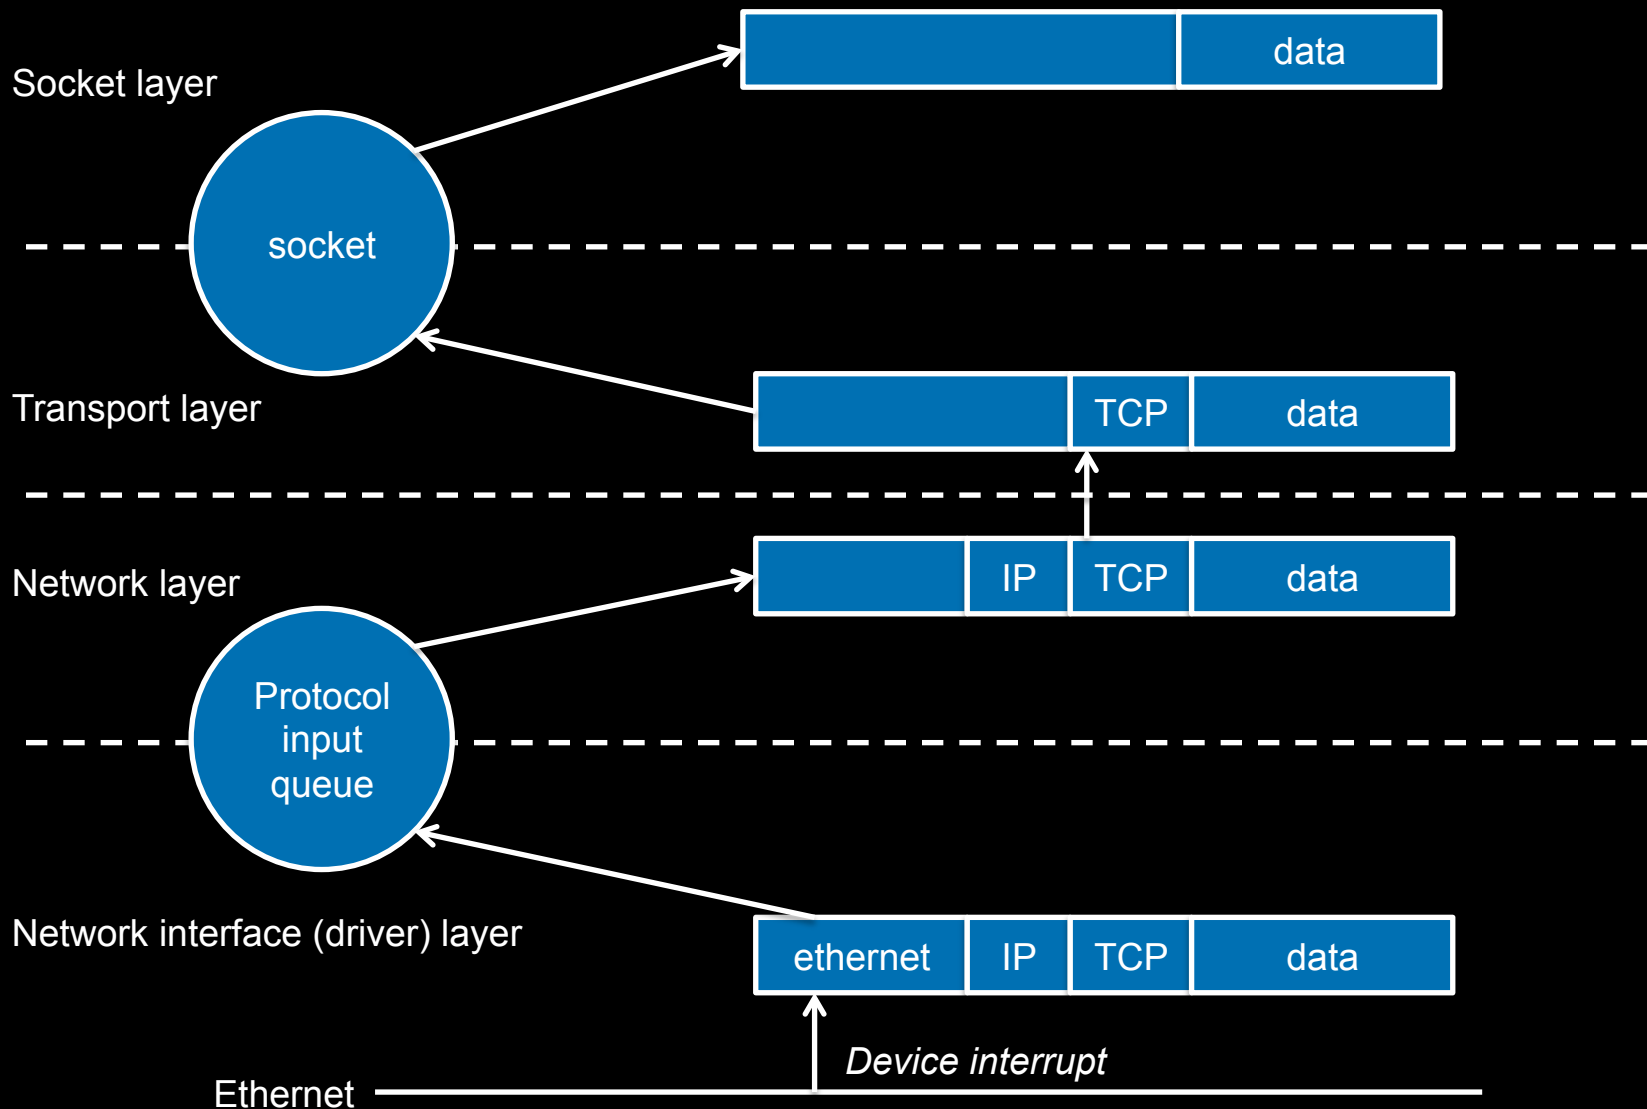 data
Socket layer
socket
Transport layer
TCP
data
Network layer
IP
TCP
data
Protocol
input
queue
Network interface (driver) layer
ethernet
IP
TCP
data
Device interrupt
Ethernet